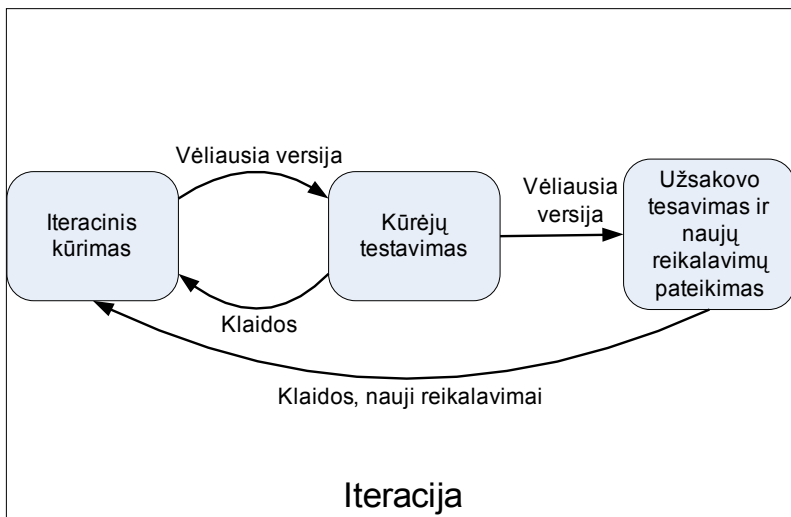 Vėliausia versija
Iteracinis
kūrimas
Kūrėjų
testavimas
Klaidos
Vėliausia
versija
Užsakovo
tesavimas ir
naujų
reikalavimų
pateikimas
Klaidos, nauji reikalavimai
Iteracija